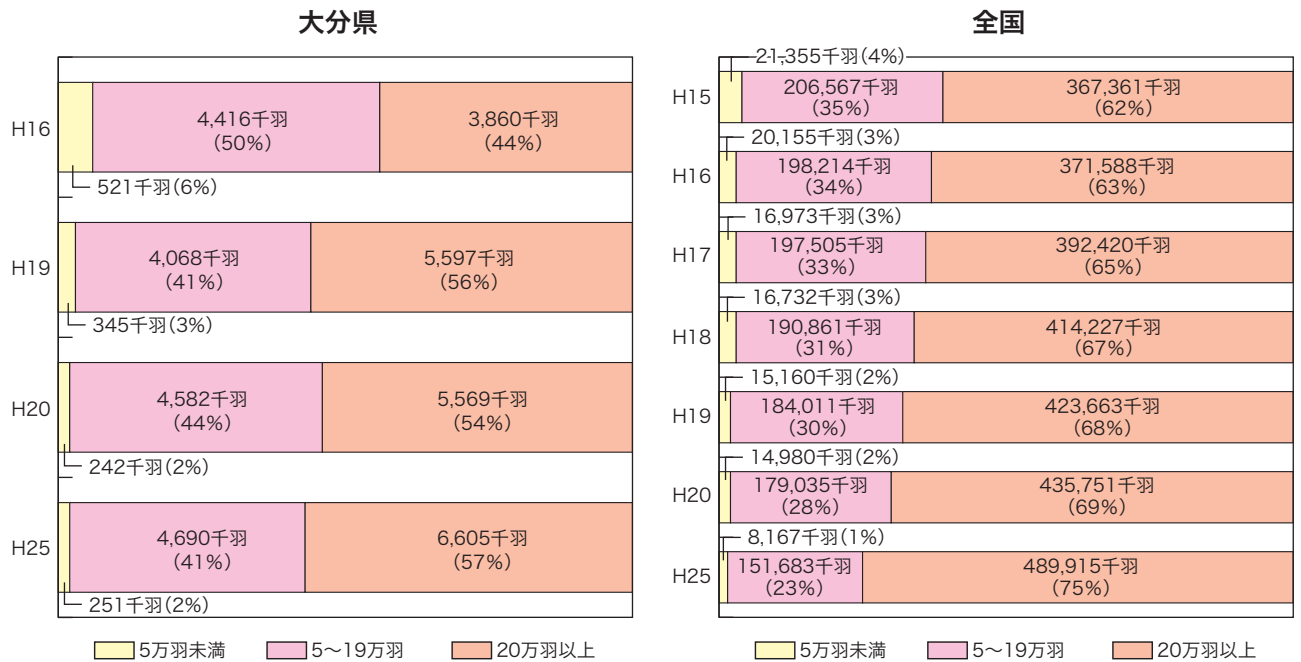 大分県
H16
4,416千羽
(50%)
3,860千羽
(44%)
521千羽(6%)
H19
4,068千羽
(41%)
5,597千羽
(56%)
345千羽(3%)
H20
4,582千羽
(44%)
5,569千羽
(54%)
242千羽(2%)
H25
4,690千羽
(41%)
6,605千羽
(57%)
251千羽(2%)
5万羽未満
5〜19万羽
20万羽以上
全国
21,355千羽(4%)
H15
206,567千羽
(35%)
367,361千羽
(62%)
20,155千羽(3%)
H16
198,214千羽
(34%)
371,588千羽
(63%)
16,973千羽(3%)
H17
197,505千羽
(33%)
392,420千羽
(65%)
16,732千羽(3%)
H18
190,861千羽
(31%)
414,227千羽
(67%)
15,160千羽(2%)
H19
184,011千羽
(30%)
423,663千羽
(68%)
14,980千羽(2%)
H20
179,035千羽
(28%)
435,751千羽
(69%)
8,167千羽(1%)
H25
151,683千羽
(23%)
489,915千羽
(75%)
5万羽未満
5〜19万羽
20万羽以上